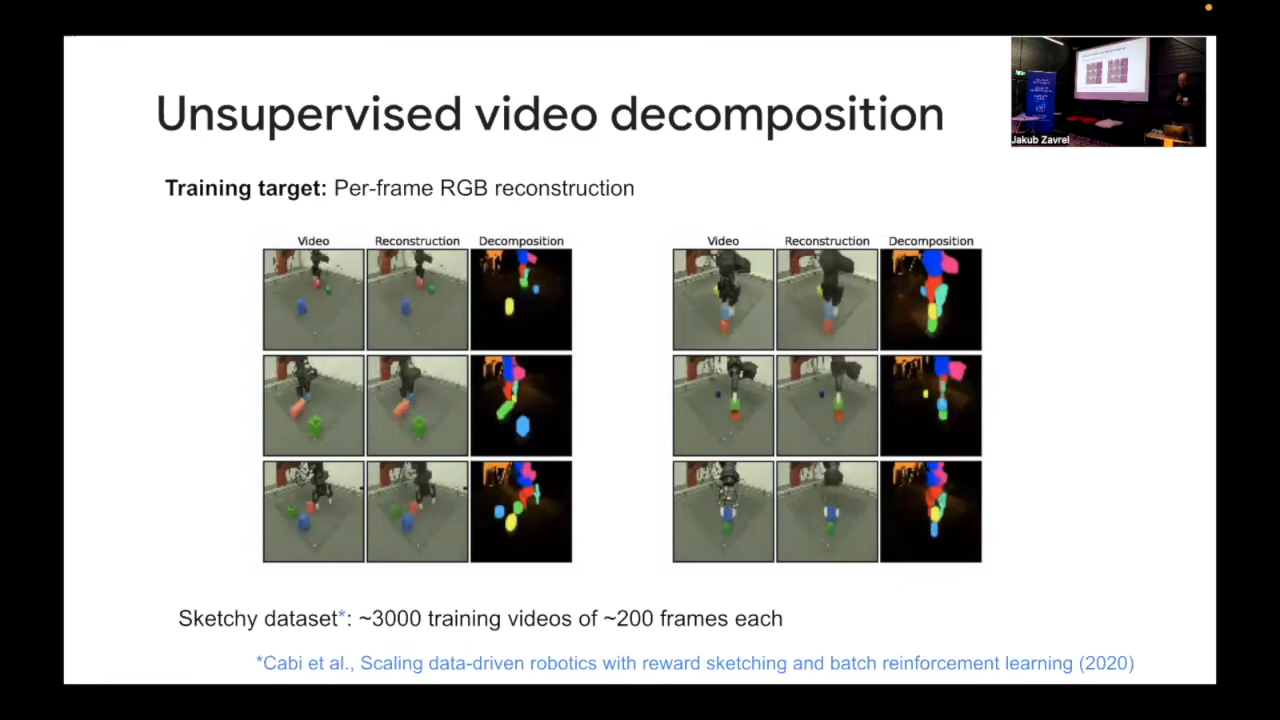 Unsupervised video decomposition
Jakub Zavrel
Training target: Per-frame RGB reconstruction
Video Reconstruction Decomposition
Video Reconstruction Decomposition
Sketchy dataset*: ~3000 training videos of ~200 frames each
*Cabi et al., Scaling data-driven robotics with reward sketching and batch reinforcement learning (2020)